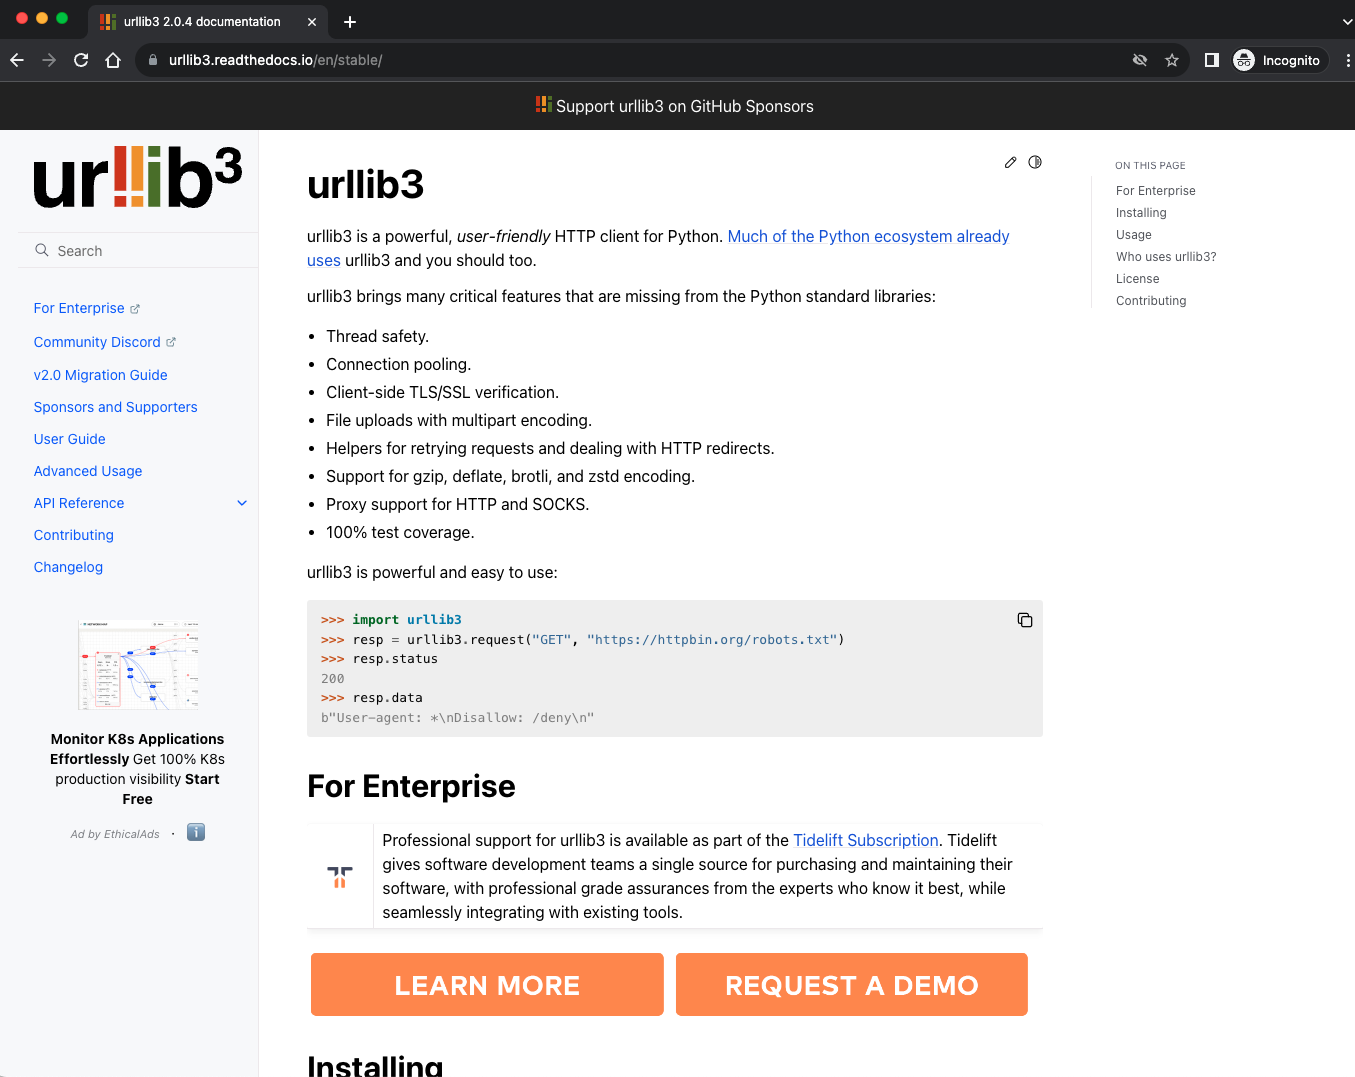 urllib3 2.0.4 documentation
urllib3.readthedocs.io/en/stable/
Incognito
Support urllib3 on GitHub Sponsors
urllib3
Search
For Enterprise
Community Discord
v2.0 Migration Guide
Sponsors and Supporters
User Guide
Advanced Usage
API Reference
Contributing
Changelog
Monitor K8s Applications
Effortlessly Get 100% K8s
production visibility Start
Free
Ad by EthicalAds ·
urllib3
urllib3 is a powerful, user-friendly HTTP client for Python. Much of the Python ecosystem already
uses urllib3 and you should too.
urllib3 brings many critical features that are missing from the Python standard libraries:
• Thread safety.
• Connection pooling.
• Client-side TLS/SSL verification.
• File uploads with multipart encoding.
• Helpers for retrying requests and dealing with HTTP redirects.
• Support for gzip, deflate, brotli, and zstd encoding.
• Proxy support for HTTP and SOCKS.
• 100% test coverage.
urllib3 is powerful and easy to use:
>>> import urllib3
>>> resp = urllib3.request("GET", "https://httpbin.org/robots.txt")
>>> resp.status
200
>>> resp.data
b"User-agent: *\nDisallow: /deny\n"
For Enterprise
Professional support for urllib3 is available as part of the Tidelift Subscription. Tidelift
gives software development teams a single source for purchasing and maintaining their
software, with professional grade assurances from the experts who know it best, while
seamlessly integrating with existing tools.
LEARN MORE
REQUEST A DEMO
Installing
ON THIS PAGE
For Enterprise
Installing
Usage
Who uses urllib3?
License
Contributing